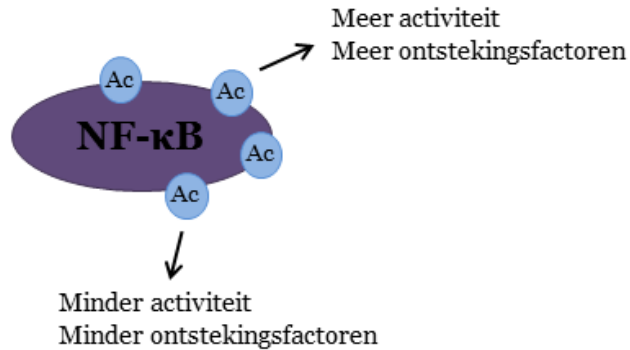 Meer activiteit
Meer ontstekingsfactoren
Ac
Ac
NF-κB
Ac
Ac
Minder activiteit
Minder ontstekingsfactoren